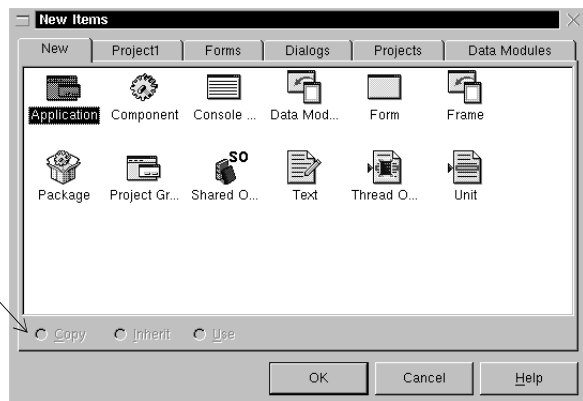 New Items
New Project1 Forms Dialogs Projects Data Modules
Application Component Console ... Data Mod... Form Frame
Package Project Gr... Shared O... Text Thread O... Unit
SO
Copy Inherit Use
OK Cancel Help